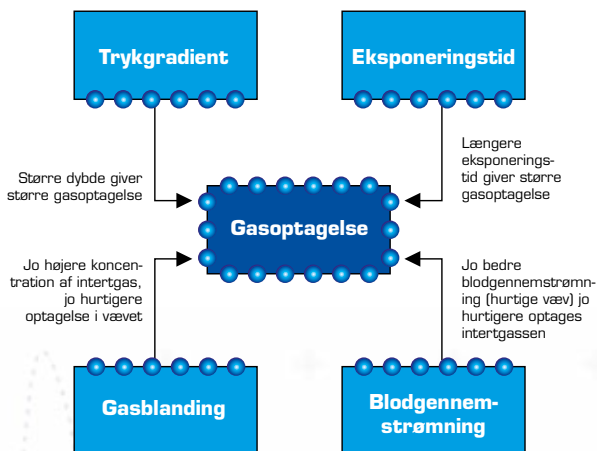 Trykgradient
Eksponeringstid
Større dybde giver
større gasoptagelse
Længere
eksponerings-
tid giver større
gasoptagelse
Gasoptagelse
Jo højere koncen-
tration af intertgas,
jo hurtigere
optagelse i vævet
Jo bedre
blodgennemstrømn-
ning (hurtige væv) jo
hurtigere optages
intertgassen
Gasblanding
Blodgennem-
strømning